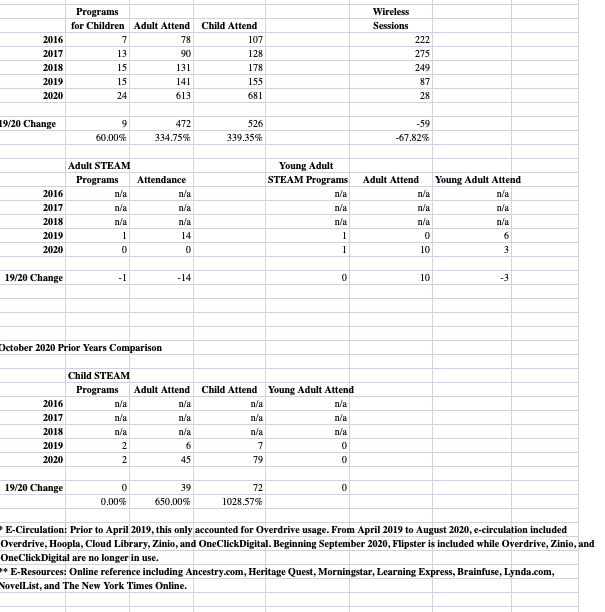 Programs Wireless
for Children Adult Attend Child Attend Sessions
2016 7 78 107 222
2017 13 90 128 275
2018 15 131 178 249
2019 15 141 155 87
2020 24 613 681 28
19/20 Change 9 472 526 -59
60.00% 334.75% 339.35% -67.82%
Adult STEAM Young Adult
Programs Attendance STEAM Programs Adult Attend Young Adult Attend
2016 n/a n/a n/a n/a n/a
2017 n/a n/a n/a n/a n/a
2018 n/a n/a n/a n/a n/a
2019 1 14 1 0 6
2020 0 0 1 10 3
19/20 Change -1 -14 0 10 -3
October 2020 Prior Years Comparison
Child STEAM
Programs Adult Attend Child Attend Young Adult Attend
2016 n/a n/a n/a n/a
2017 n/a n/a n/a n/a
2018 n/a n/a n/a n/a
2019 2 6 7 0
2020 2 45 79 0
19/20 Change 0 39 72 0
0.00% 650.00% 1028.57%
* E-Circulation: Prior to April 2019, this only accounted for Overdrive usage. From April 2019 to August 2020, e-circulation included
Overdrive, Hoopla, Cloud Library, Zinio, and OneClickDigital. Beginning September 2020, Flipster is included while Overdrive, Zinio, and
OneClickDigital are no longer in use.
** E-Resources: Online reference including Ancestry.com, Heritage Quest, Morningstar, Learning Express, Brainfuse, Lynda.com,
NovelList, and The New York Times Online.